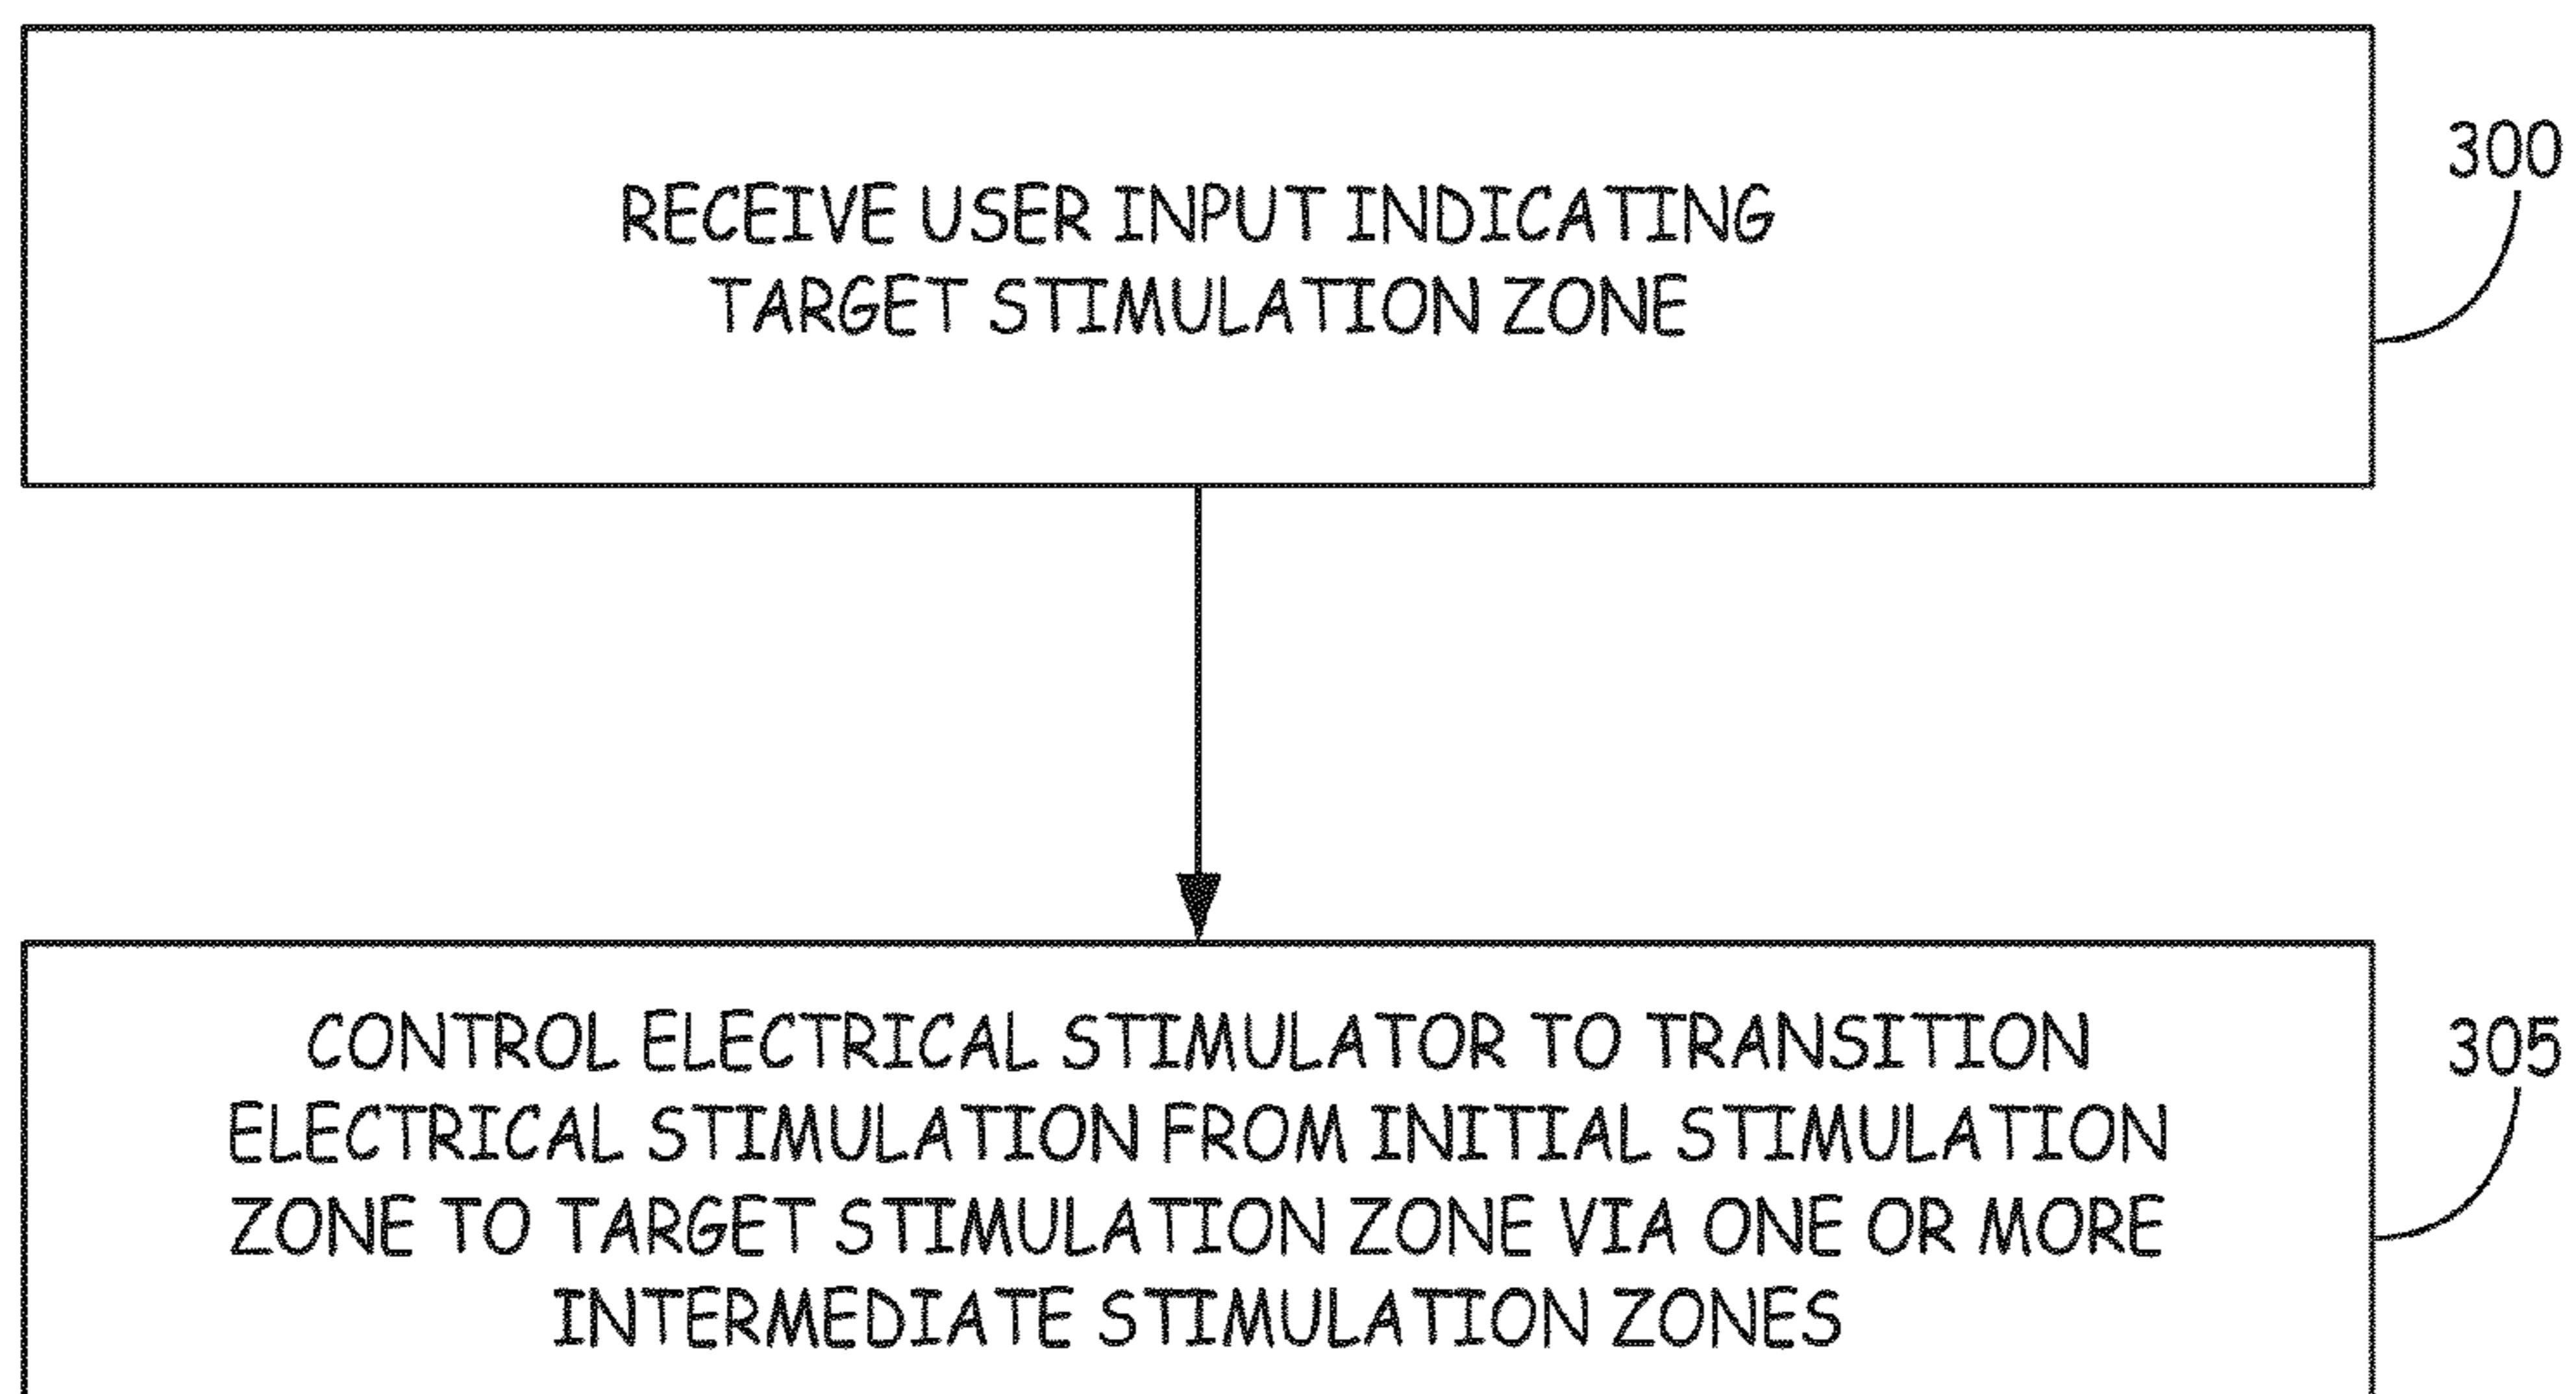 RECEIVE USER INPUT INDICATING
TARGET STIMULATION ZONE
300
CONTROL ELECTRICAL STIMULATOR TO TRANSITION
ELECTRICAL STIMULATION FROM INITIAL STIMULATION
ZONE TO TARGET STIMULATION ZONE VIA ONE OR MORE
INTERMEDIATE STIMULATION ZONES
305